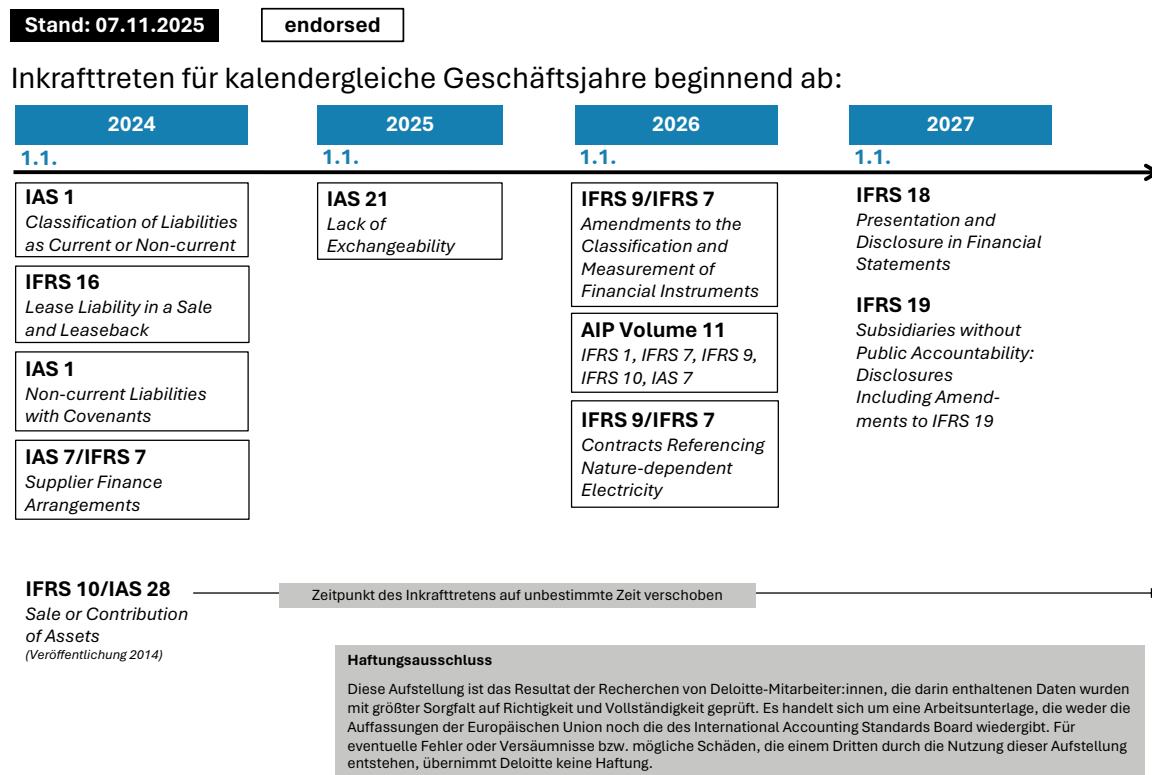 Stand: 07.11.2025
endorsed
Inkrafttreten für kalendergleiche Geschäftsjahre beginnend ab:
2024
1.1.
IAS 1
Classification of Liabilities
as Current or Non-current
IFRS 16
Lease Liability in a Sale
and Leaseback
IAS 1
Non-current Liabilities
with Covenants
IAS 7/IFRS 7
Supplier Finance
Arrangements
2025
1.1.
IAS 21
Lack of
Exchangeability
2026
1.1.
IFRS 9/IFRS 7
Amendments to the
Classification and
Measurement of
Financial Instruments
AIP Volume 11
IFRS 1, IFRS 7, IFRS 9,
IFRS 10, IAS 7
IFRS 9/IFRS 7
Contracts Referencing
Nature-dependent
Electricity
2027
1.1.
IFRS 18
Presentation and
Disclosure in Financial
Statements
IFRS 19
Subsidiaries without
Public Accountability:
Disclosures
Including Amend-
ments to IFRS 19
IFRS 10/IAS 28
Sale or Contribution
of Assets
(Veröffentlichung 2014)
Zeitpunkt des Inkrafttretens auf unbestimmte Zeit verschoben
Haftungsausschluss
Diese Aufstellung ist das Resultat der Recherchen von Deloitte-Mitarbeiter:innen, die darin enthaltenen Daten wurden
mit größter Sorgfalt auf Richtigkeit und Vollständigkeit geprüft. Es handelt sich um eine Arbeitsunterlage, die weder die
Auffassungen der Europäischen Union noch die des International Accounting Standards Board wiedergibt. Für
eventuelle Fehler oder Versäumnisse bzw. mögliche Schäden, die einem Dritten durch die Nutzung dieser Aufstellung
entstehen, übernimmt Deloitte keine Haftung.